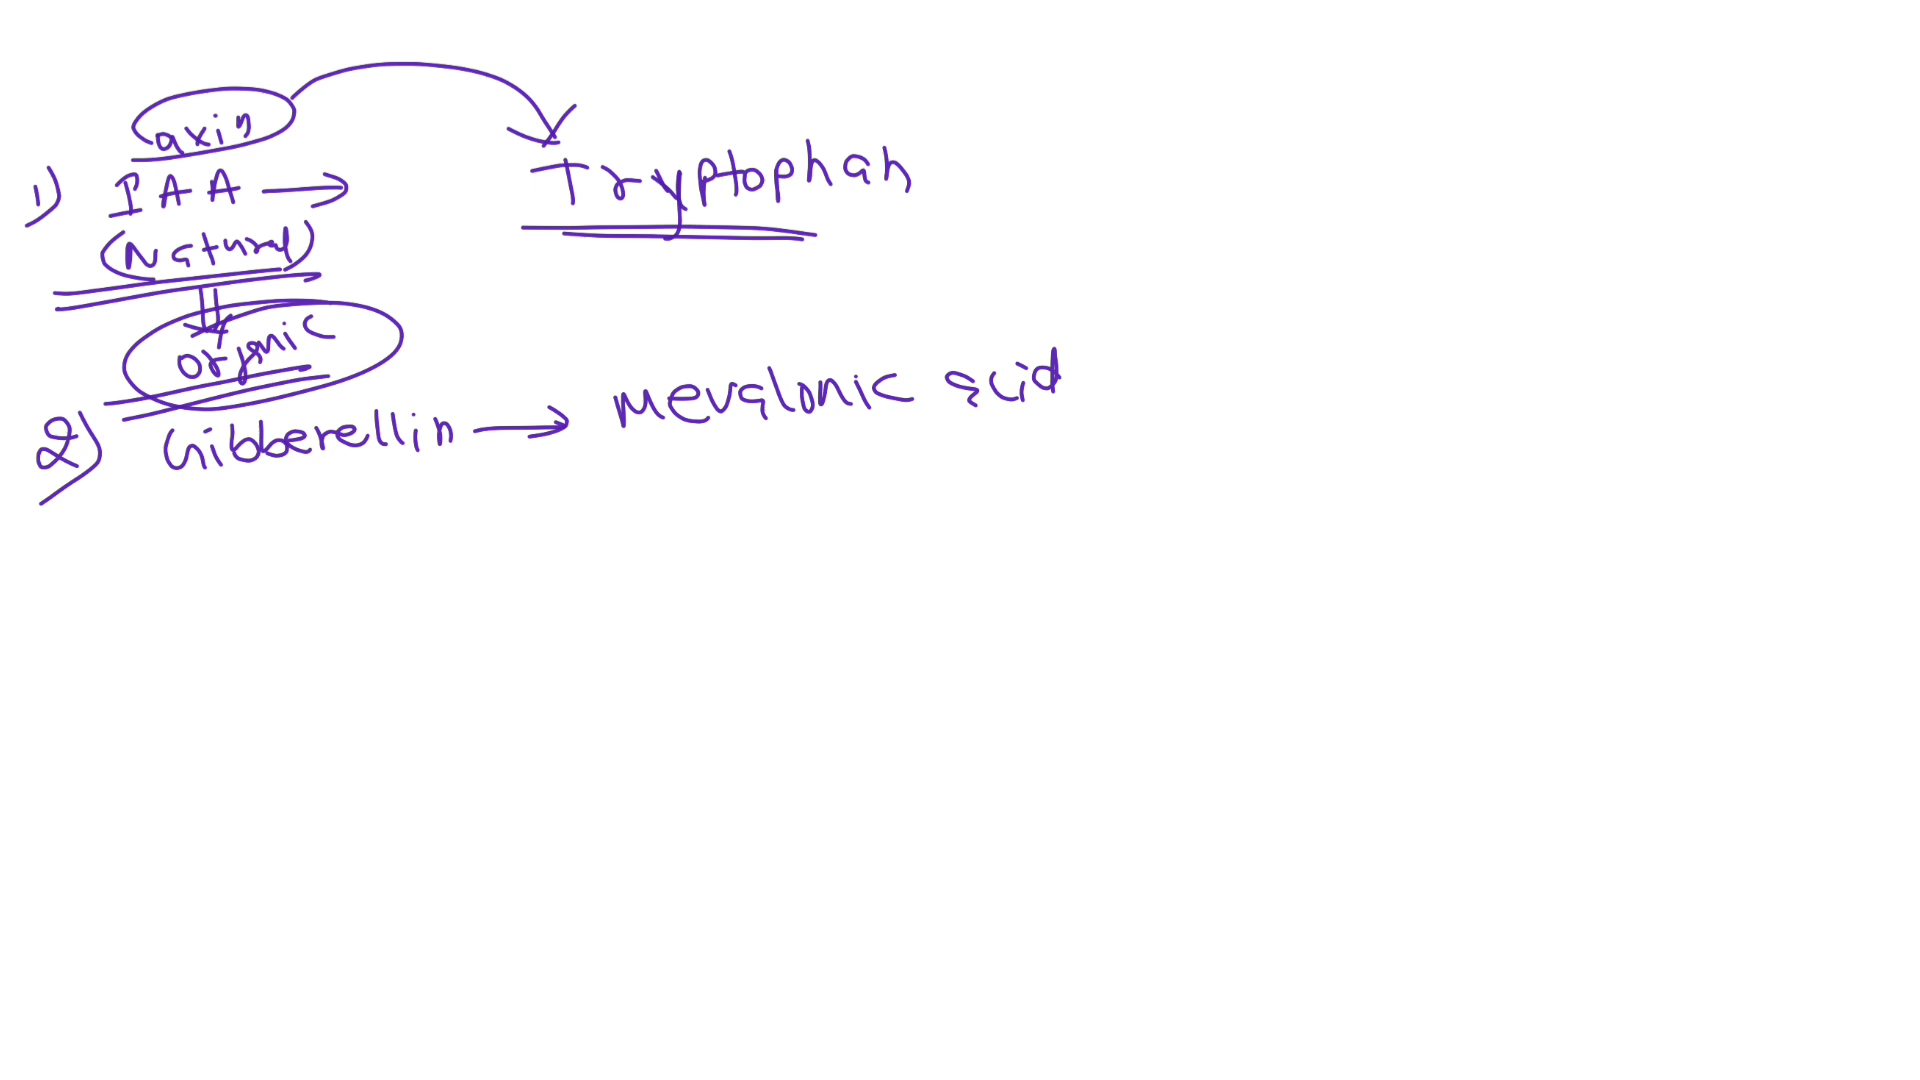 axin
1) IAA → Tryptophan
(Natural)
organic
2) Gibberellin → Mevalonic acid